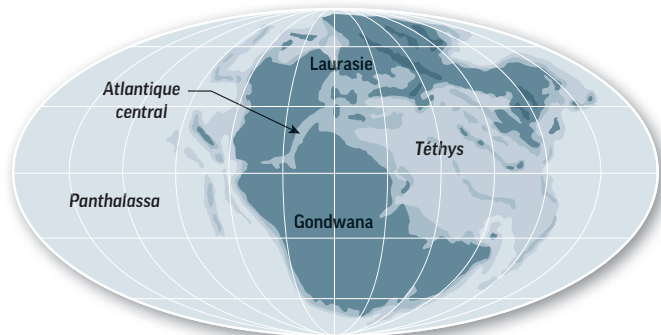 Laurasie
Atlantique
central
Téthys
Panthalassa
Gondwana